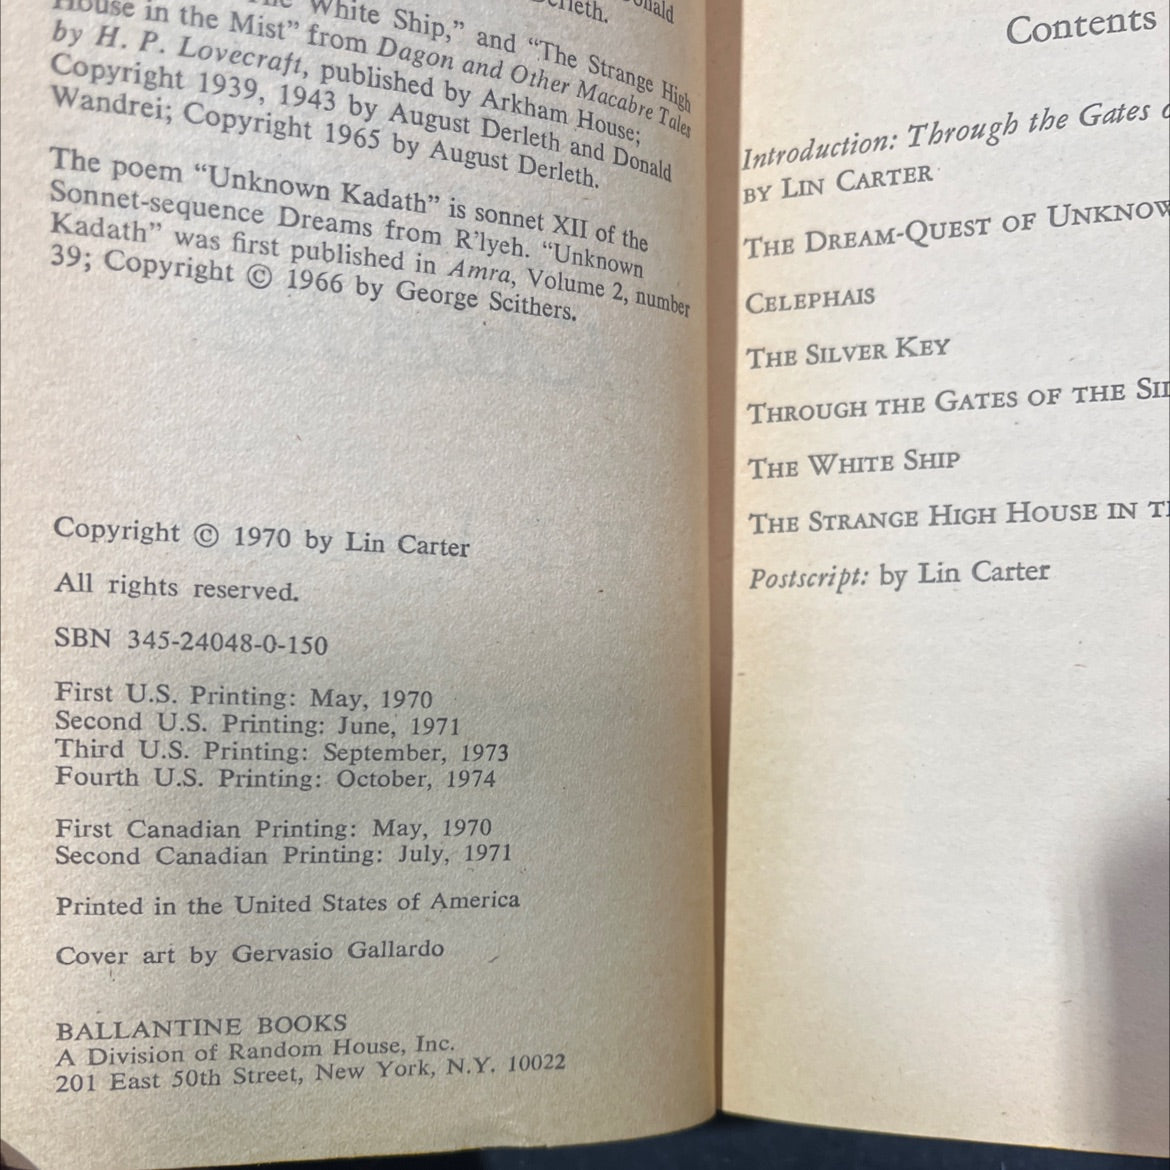 Derleth.
White Ship," and "The Strange High
House in the Mist" from Dagon and Other Macabre Tales
by H. P. Lovecraft, published by Arkham House;
Copyright 1939, 1943 by August Derleth and Donald
Wandrei; Copyright 1965 by August Derleth.
The poem "Unknown Kadath" is sonnet XII of the
Sonnet-sequence Dreams from R'lyeh. "Unknown
Kadath" was first published in Amra, Volume 2, number
39; Copyright © 1966 by George Scithers.
Copyright © 1970 by Lin Carter
All rights reserved.
SBN 345-24048-0-150
First U.S. Printing: May, 1970
Second U.S. Printing: June, 1971
Third U.S. Printing: September, 1973
Fourth U.S. Printing: October, 1974
First Canadian Printing: May, 1970
Second Canadian Printing: July, 1971
Printed in the United States of America
Cover art by Gervasio Gallardo
BALLANTINE BOOKS
A Division of Random House, Inc.
201 East 50th Street, New York, N.Y. 10022
Contents
Introduction: Through the Gates
BY LIN CARTER
THE DREAM-QUEST OF UNKNOW
CELEPHAIS
THE SILVER KEY
THROUGH THE GATES OF THE SIL
THE WHITE SHIP
THE STRANGE HIGH HOUSE IN TH
Postscript: by Lin Carter